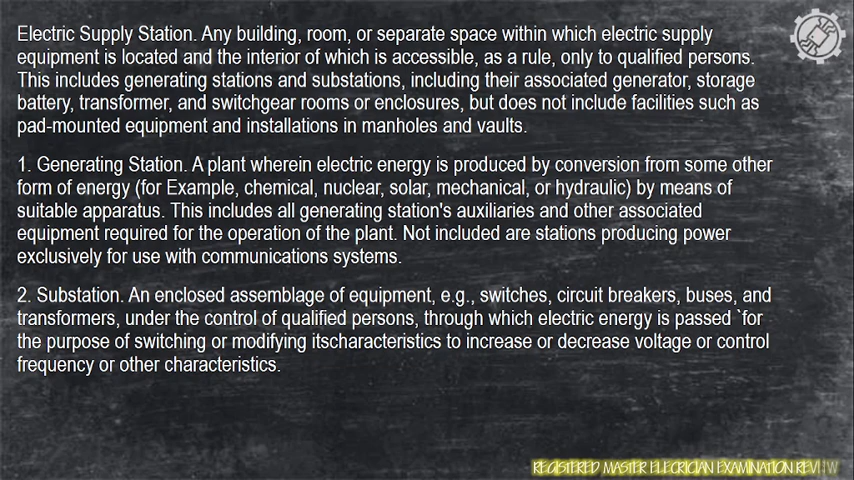 Electric Supply Station. Any building, room, or separate space within which electric supply
equipment is located and the interior of which is accessible, as a rule, only to qualified persons.
This includes generating stations and substations, including their associated generator, storage
battery, transformer, and switchgear rooms or enclosures, but does not include facilities such as
pad-mounted equipment and installations in manholes and vaults.
1. Generating Station. A plant wherein electric energy is produced by conversion from some other
form of energy (for Example, chemical, nuclear, solar, mechanical, or hydraulic) by means of
suitable apparatus. This includes all generating station's auxiliaries and other associated
equipment required for the operation of the plant. Not included are stations producing power
exclusively for use with communications systems.
2. Substation. An enclosed assemblage of equipment, e.g., switches, circuit breakers, buses, and
transformers, under the control of qualified persons, through which electric energy is passed `for
the purpose of switching or modifying itscharacteristics to increase or decrease voltage or control
frequency or other characteristics.
REGISTERED MASTER ELECRICIAN EXAMINATION REVIW